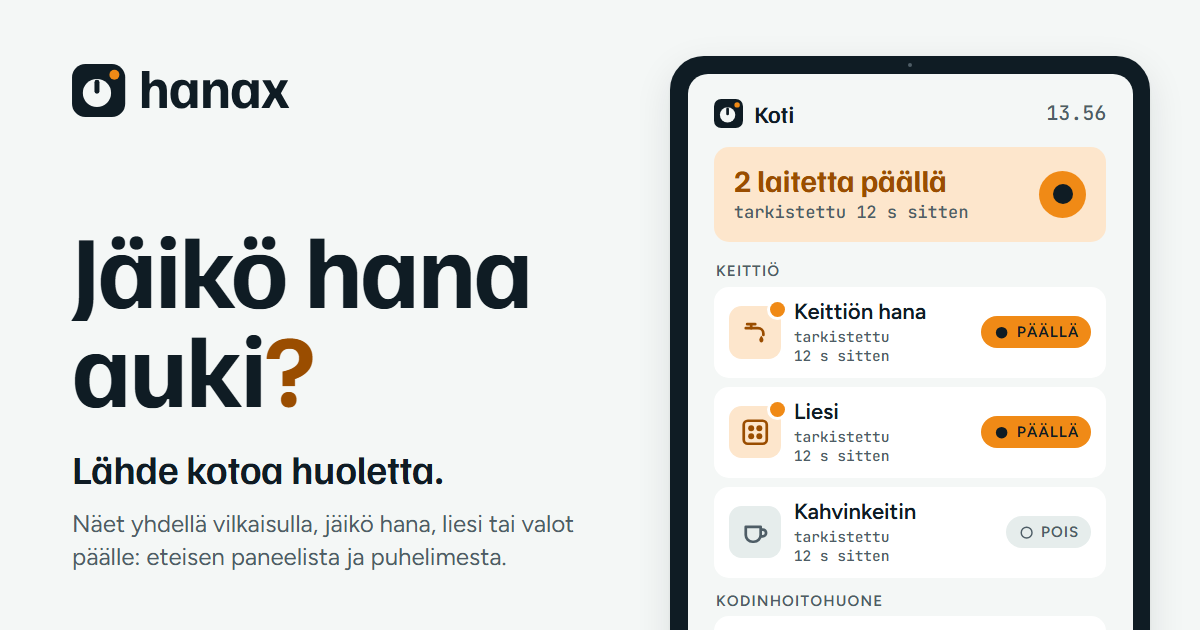 hanax
Jäikö hana
auki?
Lähde kotoa huoletta.
Näet yhdellä vilkaisulla, jäikö hana, liesi tai valot
päälle: eteisen paneelista ja puhelimesta.
Koti
13.56
2 laitetta päällä
tarkistettu 12 s sitten
KEITTIÖ
Keittiön hana
tarkistettu
12 s sitten
PÄÄLLÄ
Liesi
tarkistettu
12 s sitten
PÄÄLLÄ
Kahvinkeitin
tarkistettu
12 s sitten
POIS
KODINHOITOHUONE